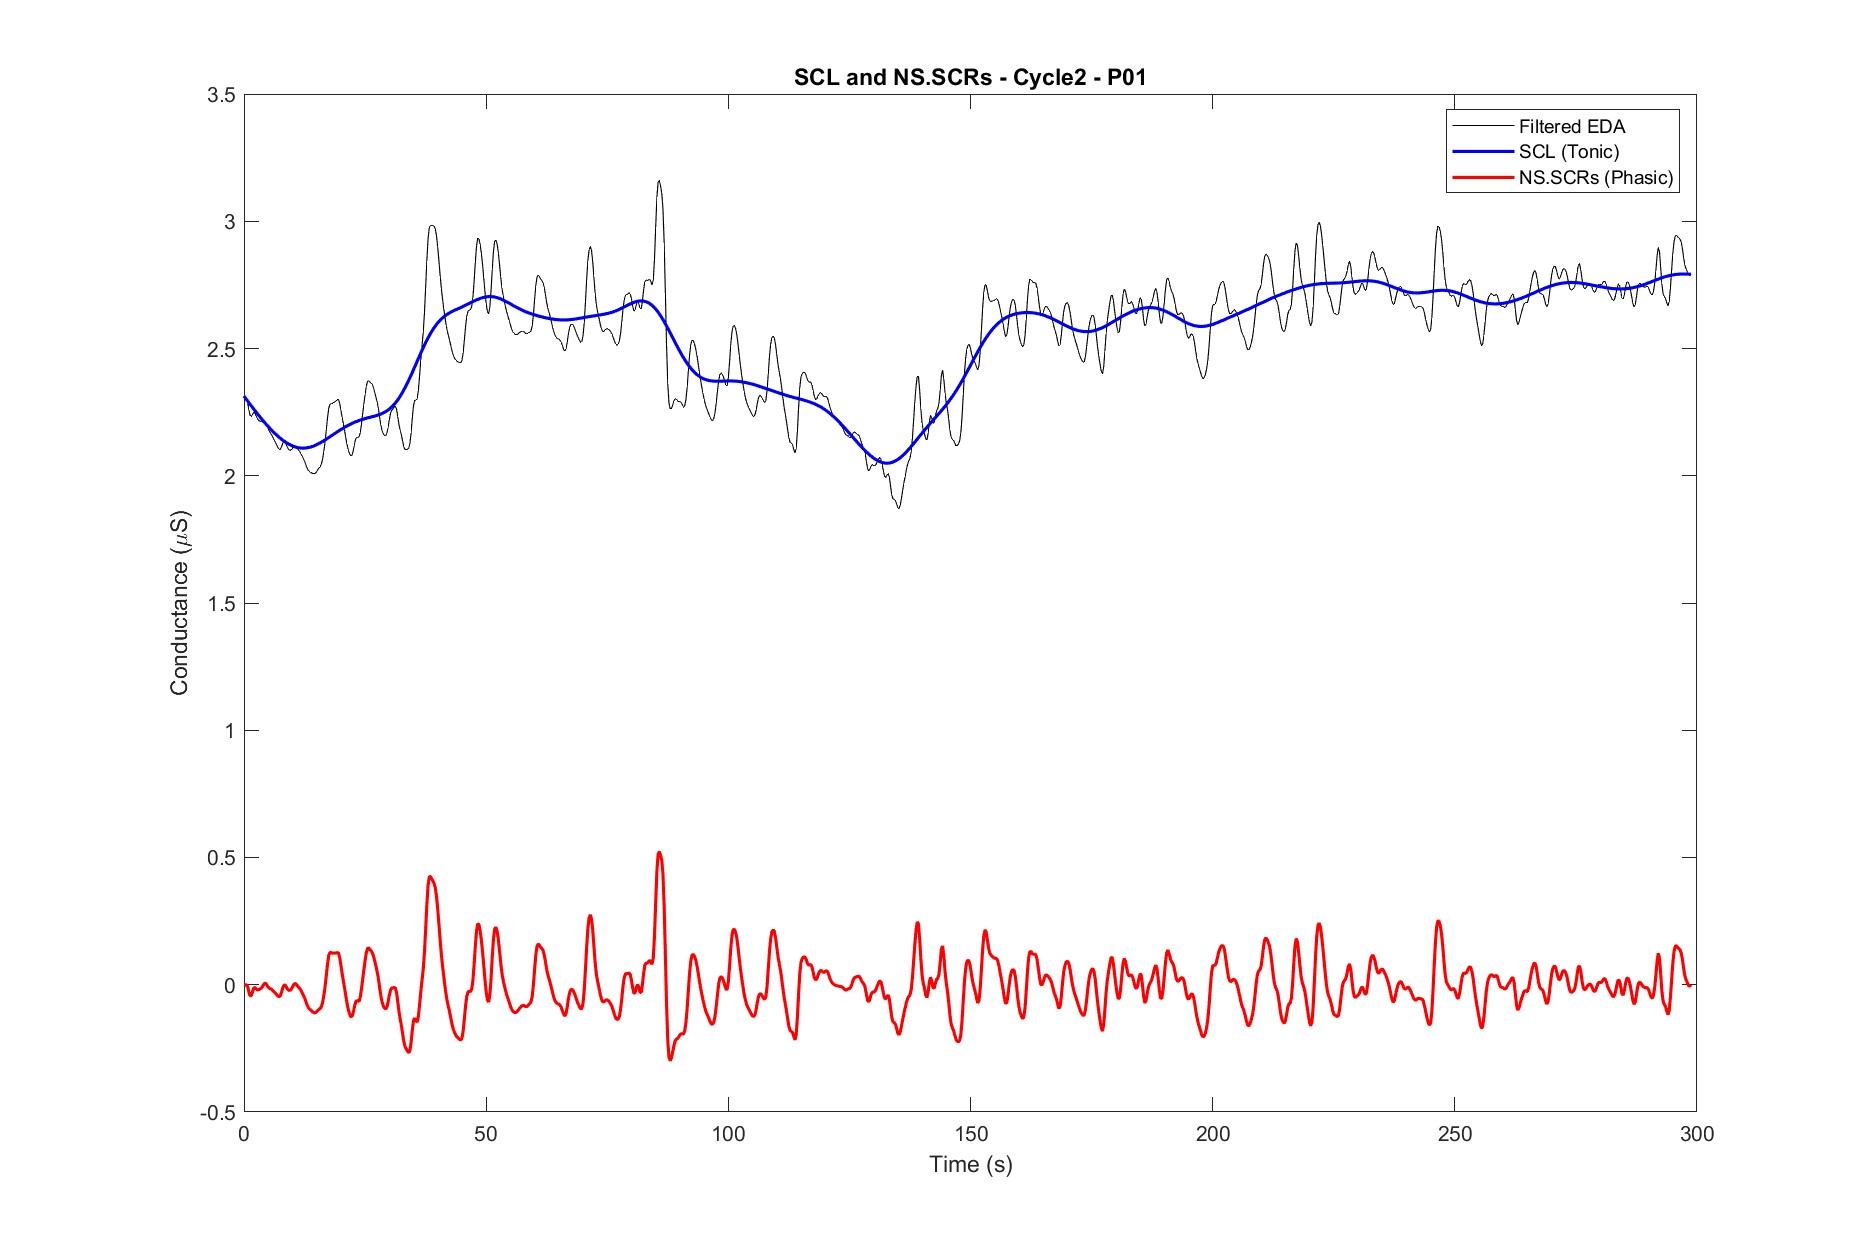 SCL and NS.SCRs - Cycle2 - P01
3.5
3
2.5
2
1.5
1
0.5
0
-0.5
Conductance (μS)
Filtered EDA
SCL (Tonic)
NS.SCRs (Phasic)
0 50 100 150 200 250 300
Time (s)